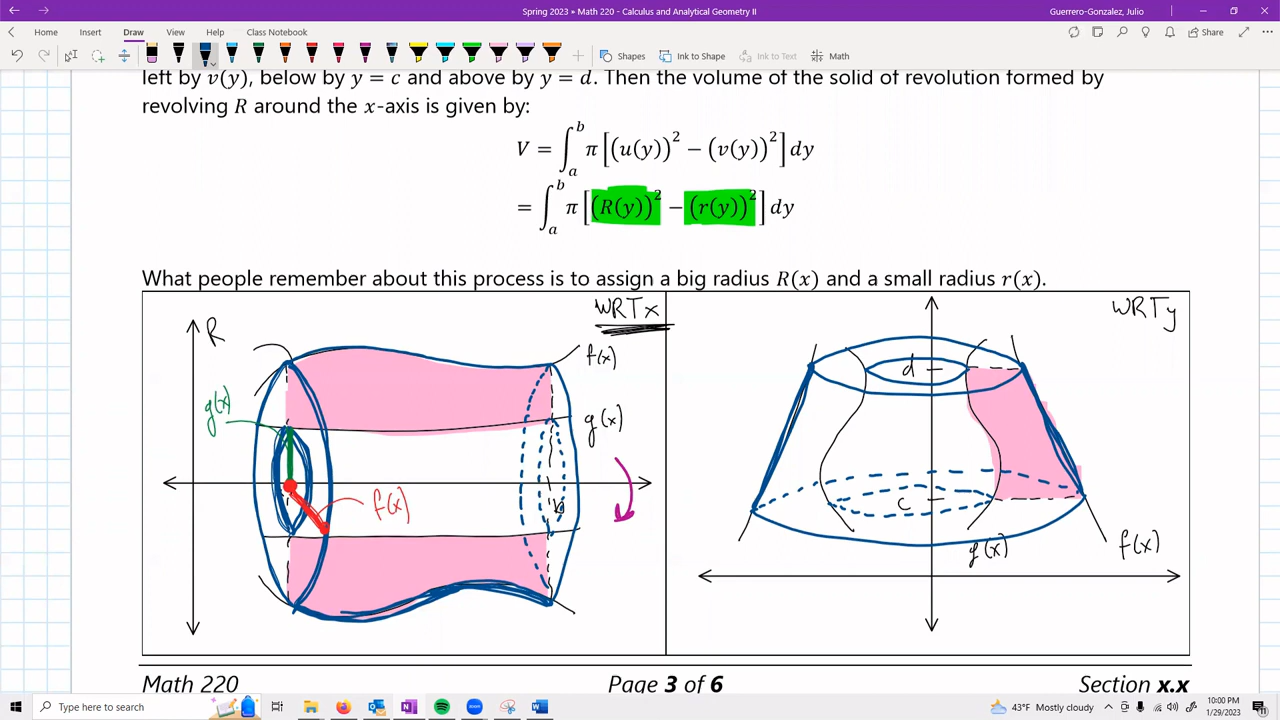 Spring 2023 » Math 220 - Calculus and Analytical Geometry II
Guerrero-Gonzalez, Julio
Home Insert Draw View Help Class Notebook
Share
Shapes Ink to Shape Ink to Text Math
left by v(y), below by y = c and above by y = d. Then the volume of the solid of revolution formed by
revolving R around the x-axis is given by:
V = ∫_a^b π[(u(y))² − (v(y))²]dy
= ∫_a^b π[(R(y))² − (r(y))²]dy
What people remember about this process is to assign a big radius R(x) and a small radius r(x).
WRTx
R
f(x)
g(x)
g(x)
f(x)
WRTy
d
c
g(x)
f(x)
Math 220 Page 3 of 6 Section x.x
Type here to search
43°F Mostly cloudy
10:00 PM
1/29/2023